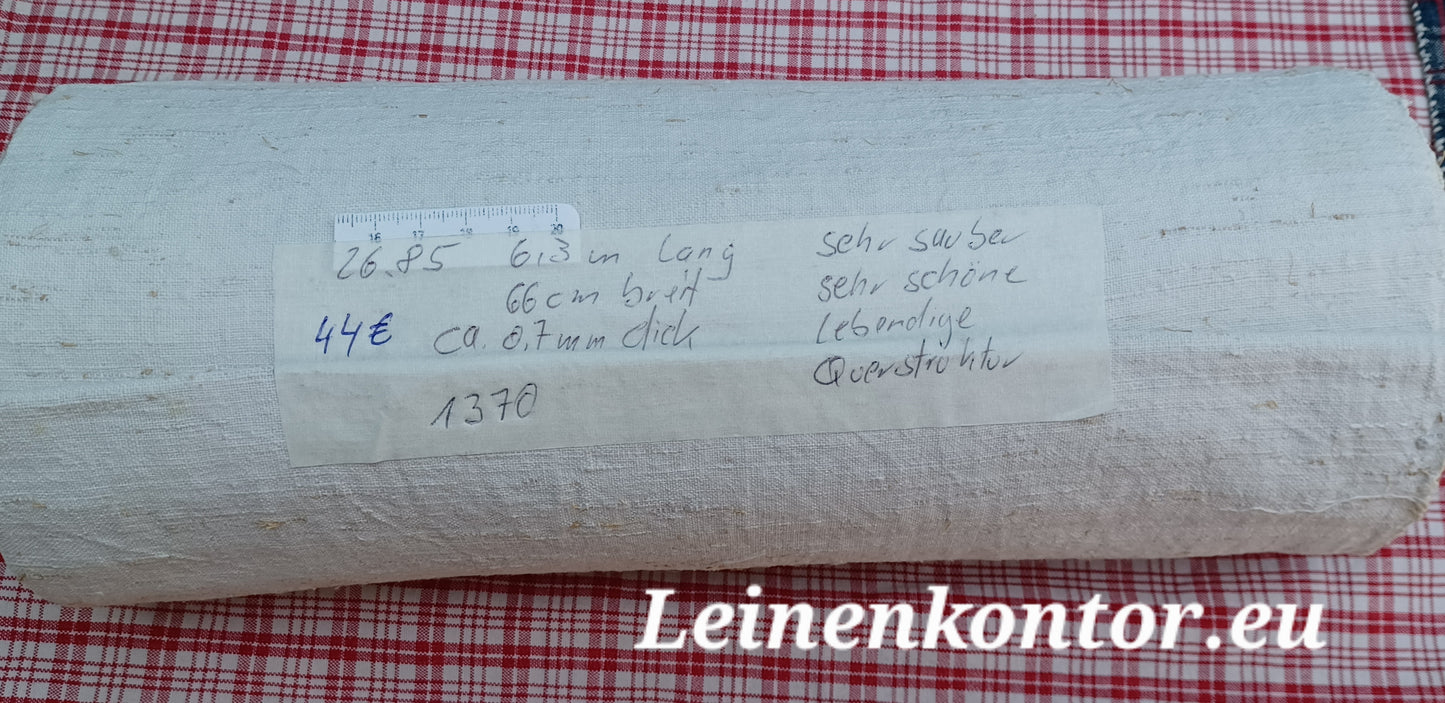 16 17 18 19 20
26.85 6,3 m lang
66 cm breit
44€ ca. 0,7 mm dick
1370
sehr sauber
sehr schöne
lebendige
Querstruktur
Leinenkontor.eu